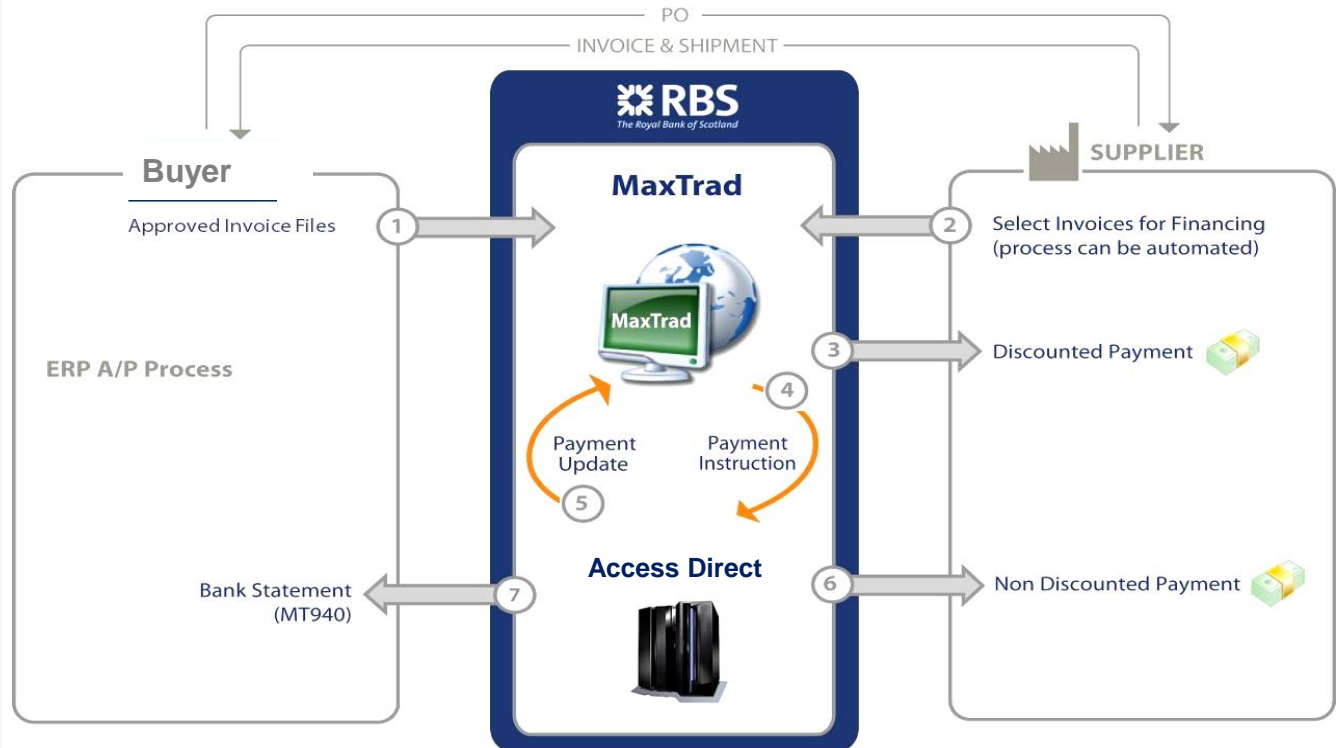 PO
INVOICE & SHIPMENT
RBS
The Royal Bank of Scotland
Buyer
SUPPLIER
MaxTrad
Approved Invoice Files
1
2
Select Invoices for Financing
(process can be automated)
MaxTrad
3
Discounted Payment
ERP A/P Process
4
Payment
Update
Payment
Instruction
5
Access Direct
Bank Statement
(MT940)
7
6
Non Discounted Payment